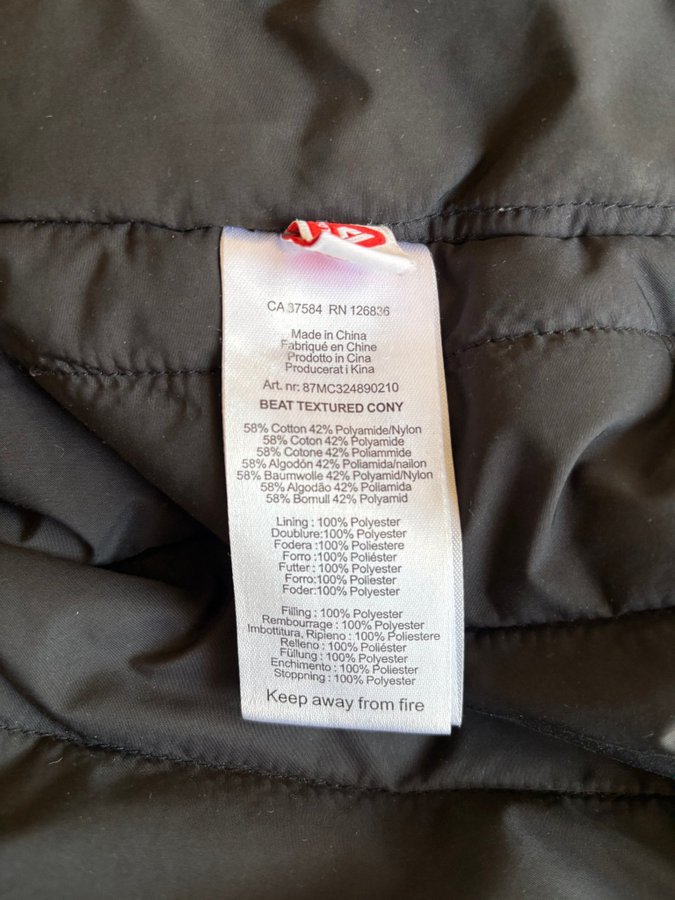 CA 37584 RN 126836
Made in China
Fabriqué en Chine
Prodotto in Cina
Producerat i Kina
Art. nr: 87MC324890210
BEAT TEXTURED CONY
58% Cotton 42% Polyamide/Nylon
58% Coton 42% Polyamide
58% Cotone 42% Poliammide
58% Algodón 42% Poliamida/nailon
58% Baumwolle 42% Polyamid/Nylon
58% Algodão 42% Poliamida
58% Bomull 42% Polyamid
Lining : 100% Polyester
Doublure:100% Polyester
Fodera :100% Poliestere
Forro :100% Poliéster
Futter : 100% Polyester
Forro:100% Poliester
Foder:100% Polyester
Filling : 100% Polyester
Rembourrage : 100% Polyester
Imbottitura, Ripieno : 100% Poliestere
Relleno : 100% Poliéster
Füllung : 100% Polyester
Enchimento : 100% Poliester
Stoppning : 100% Polyester
Keep away from fire